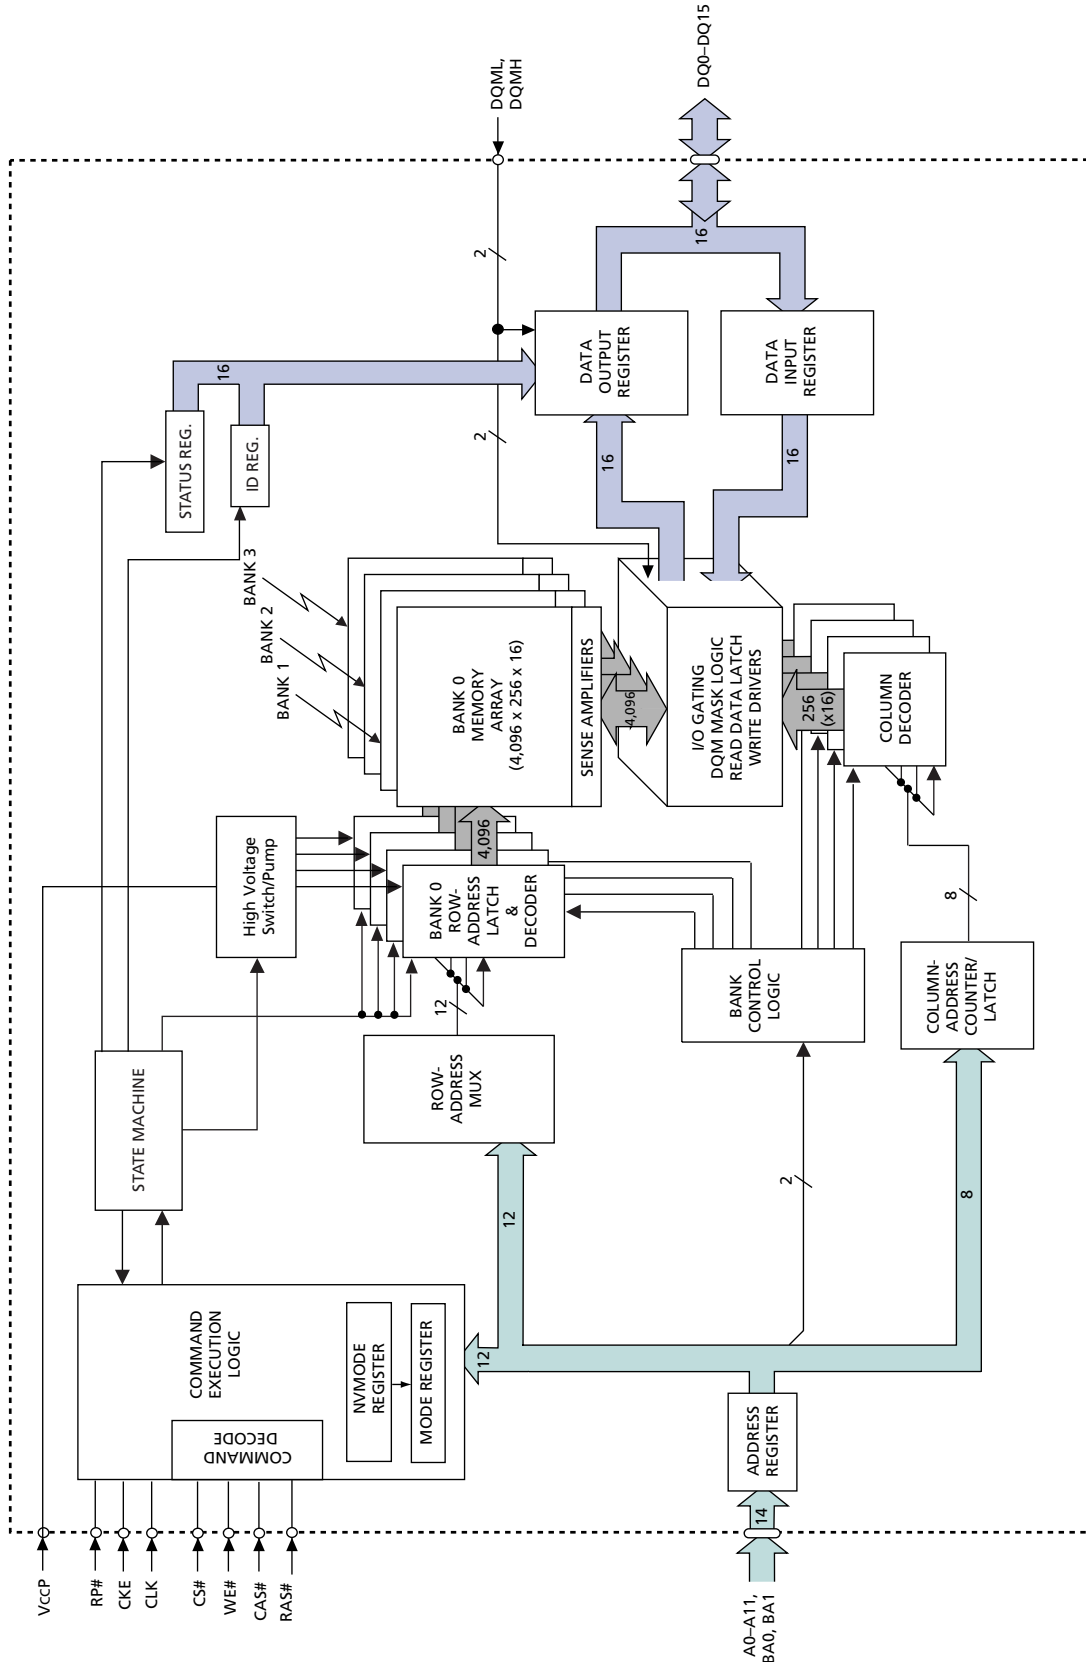 VccP
RP#
CKE
CLK
CS#
WE#
CAS#
RAS#
COMMAND
EXECUTION
LOGIC
COMMAND
DECODE
NVMODE
REGISTER
MODE REGISTER
STATE MACHINE
High Voltage
Switch/Pump
STATUS REG.
ID REG.
16
BANK 3
BANK 2
BANK 1
BANK 0
MEMORY
ARRAY
(4,096 x 256 x 16)
SENSE AMPLIFIERS
4,096
BANK 0
ROW-
ADDRESS
LATCH
&
DECODER
12
ROW-
ADDRESS
MUX
12
12
4,096
I/O GATING
DQM MASK LOGIC
READ DATA LATCH
WRITE DRIVERS
256
(x16)
COLUMN
DECODER
BANK
CONTROL
LOGIC
2
8
COLUMN-
ADDRESS
COUNTER/
LATCH
8
ADDRESS
REGISTER
14
A0–A11,
BA0, BA1
DQML,
DQMH
2
2
DATA
OUTPUT
REGISTER
DATA
INPUT
REGISTER
16
16
16
DQ0–DQ15